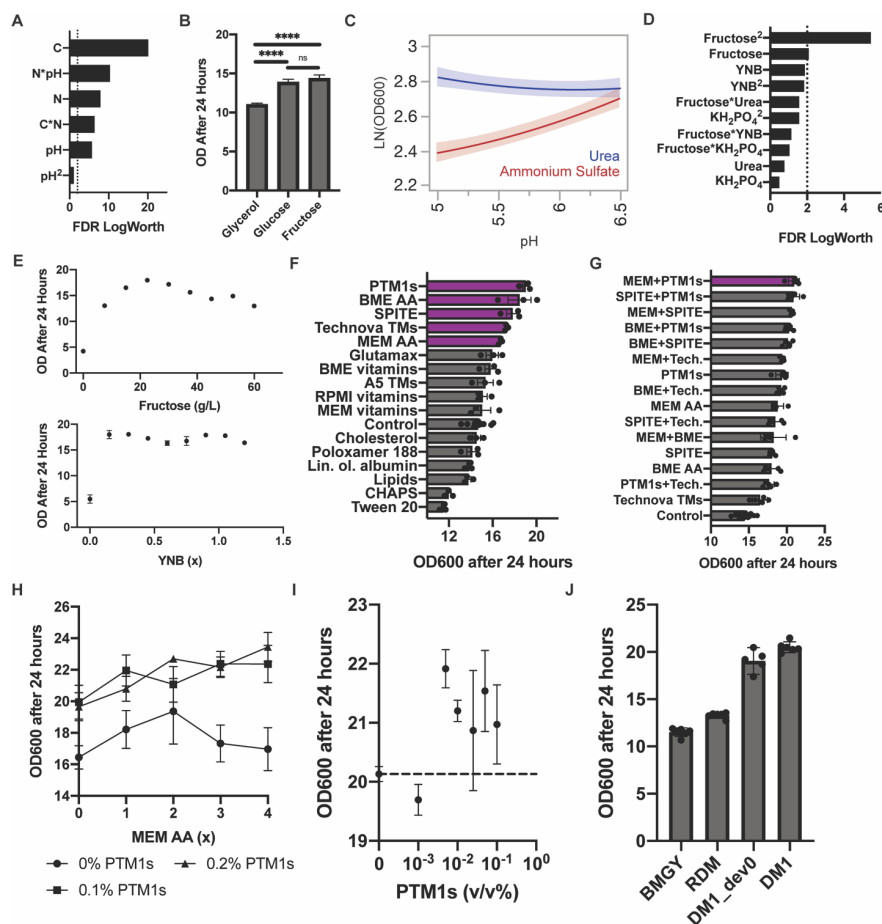 A
C
N*pH
N
C*N
pH
pH²
0 10 20
FDR LogWorth
B
****
****
ns
OD After 24 Hours
20
15
10
5
0
Glycerol
Glucose
Fructose
C
LN(OD600)
3
2.8
2.6
2.4
2.2
Urea
Ammonium Sulfate
5 5.5 6 6.5
pH
D
Fructose²
Fructose
YNB
YNB²
Fructose*Urea
KH₂PO₄²
Fructose*YNB
Fructose*KH₂PO₄
Urea
KH₂PO₄
0 2 4 6
FDR LogWorth
E
OD After 24 Hours
20
15
10
5
0
0 20 40 60
Fructose (g/L)
OD After 24 Hours
20
15
10
5
0
0.0 0.5 1.0 1.5
YNB (x)
F
PTM1s
BME AA
SPITE
Technova TMs
MEM AA
Glutamax
BME vitamins
A5 TMs
RPMI vitamins
MEM vitamins
Control
Cholesterol
Poloxamer 188
Lin. ol. albumin
Lipids
CHAPS
Tween 20
12 16 20
OD600 after 24 hours
G
MEM+PTM1s
SPITE+PTM1s
MEM+SPITE
BME+PTM1s
BME+SPITE
MEM+Tech.
PTM1s
BME+Tech.
MEM AA
SPITE+Tech.
MEM+BME
SPITE
BME AA
PTM1s+Tech.
Technova TMs
Control
10 15 20 25
OD600 after 24 hours
H
OD600 after 24 hours
26
24
22
20
18
16
14
0 1 2 3 4
MEM AA (x)
0% PTM1s
0.2% PTM1s
0.1% PTM1s
I
OD600 after 24 hours
23
22
21
20
19
0 10⁻³ 10⁻² 10⁻¹ 10⁰
PTM1s (v/v%)
J
OD600 after 24 hours
25
20
15
10
5
0
BMGY
RDM
DM1_dev0
DM1